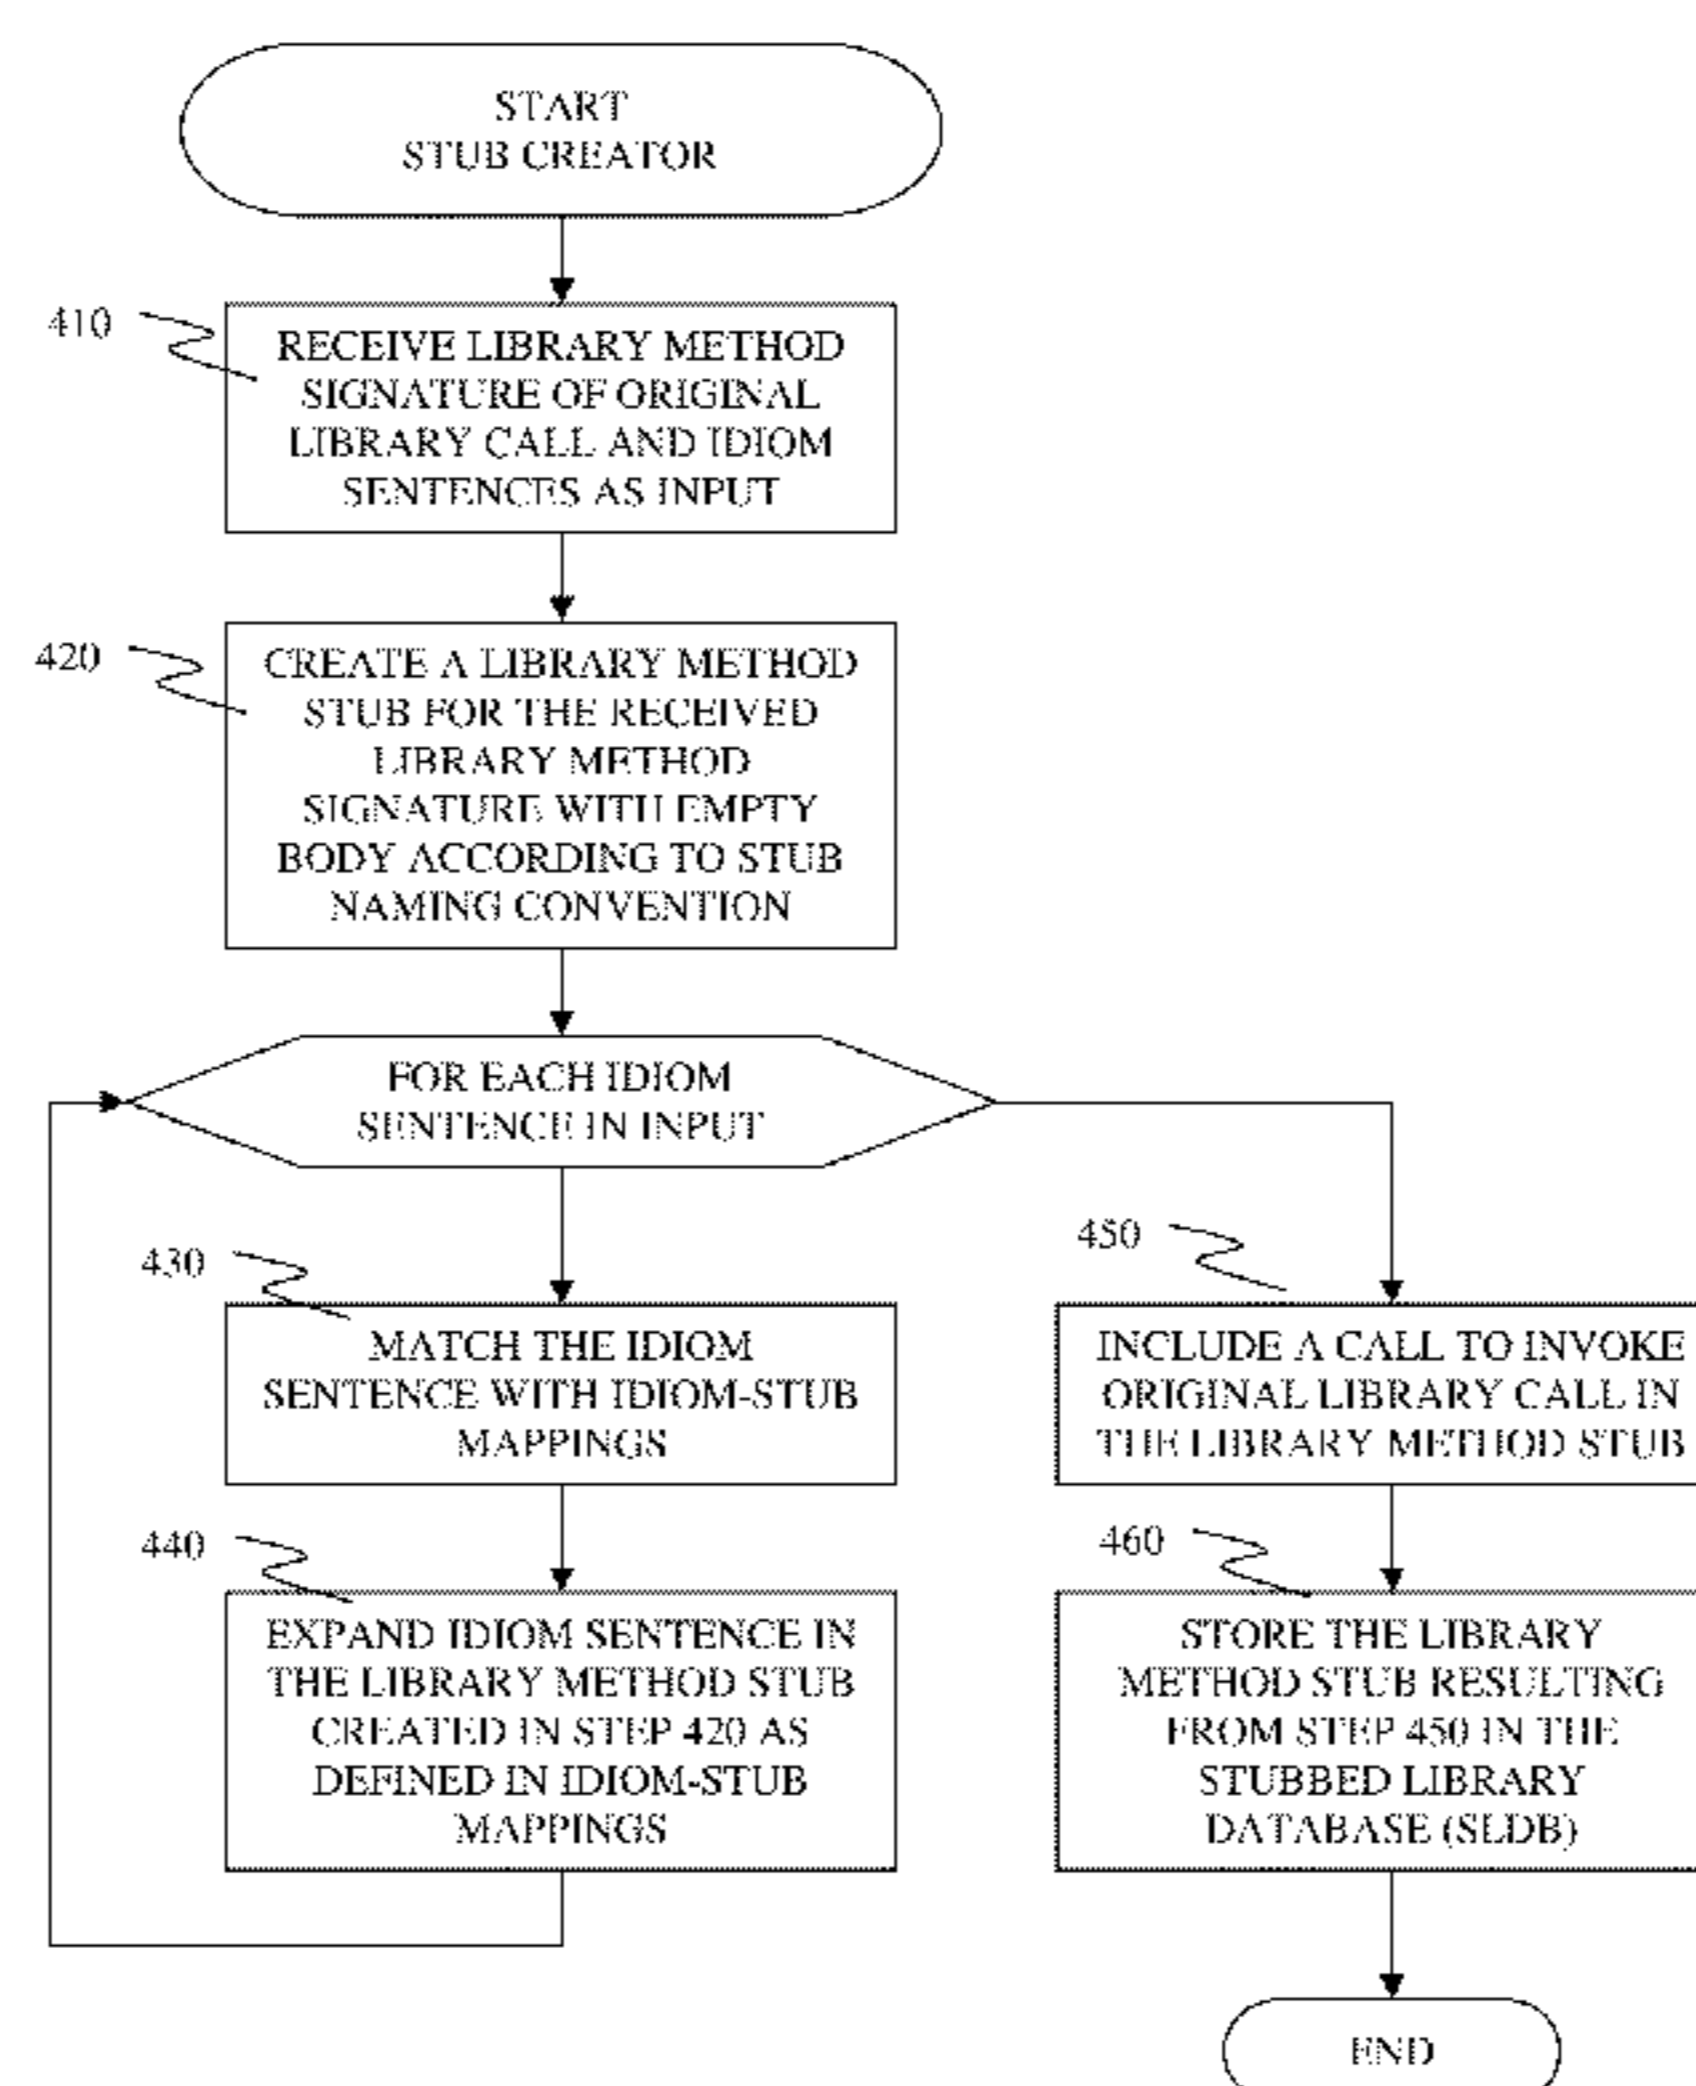 START
STUB CREATOR
410
RECEIVE LIBRARY METHOD
SIGNATURE OF ORIGINAL
LIBRARY CALL AND IDIOM
SENTENCES AS INPUT
420
CREATE A LIBRARY METHOD
STUB FOR THE RECEIVED
LIBRARY METHOD
SIGNATURE WITH EMPTY
BODY ACCORDING TO STUB
NAMING CONVENTION
FOR EACH IDIOM
SENTENCE IN INPUT
430
MATCH THE IDIOM
SENTENCE WITH IDIOM-STUB
MAPPINGS
440
EXPAND IDIOM SENTENCE IN
THE LIBRARY METHOD STUB
CREATED IN STEP 420 AS
DEFINED IN IDIOM-STUB
MAPPINGS
450
INCLUDE A CALL TO INVOKE
ORIGINAL LIBRARY CALL IN
THE LIBRARY METHOD STUB
460
STORE THE LIBRARY
METHOD STUB RESULTING
FROM STEP 450 IN THE
STUBBED LIBRARY
DATABASE (SLDB)
END